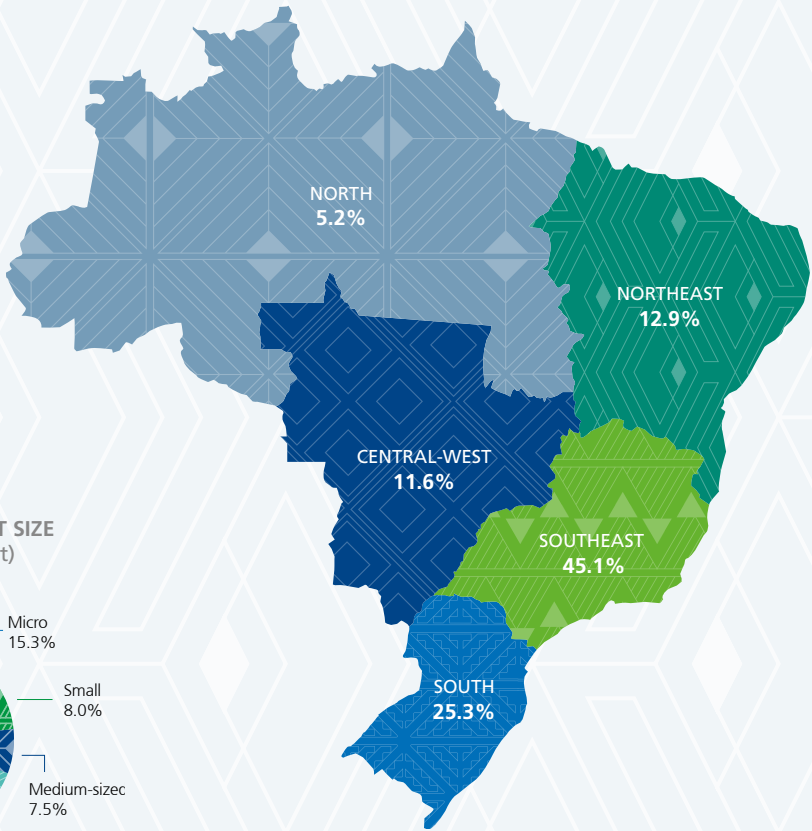 NORTH
5.2%
NORTHEAST
12.9%
CENTRAL-WEST
11.6%
SOUTHEAST
45.1%
SOUTH
25.3%
T SIZE
t)
Micro
15.3%
Small
8.0%
Medium-sized
7.5%